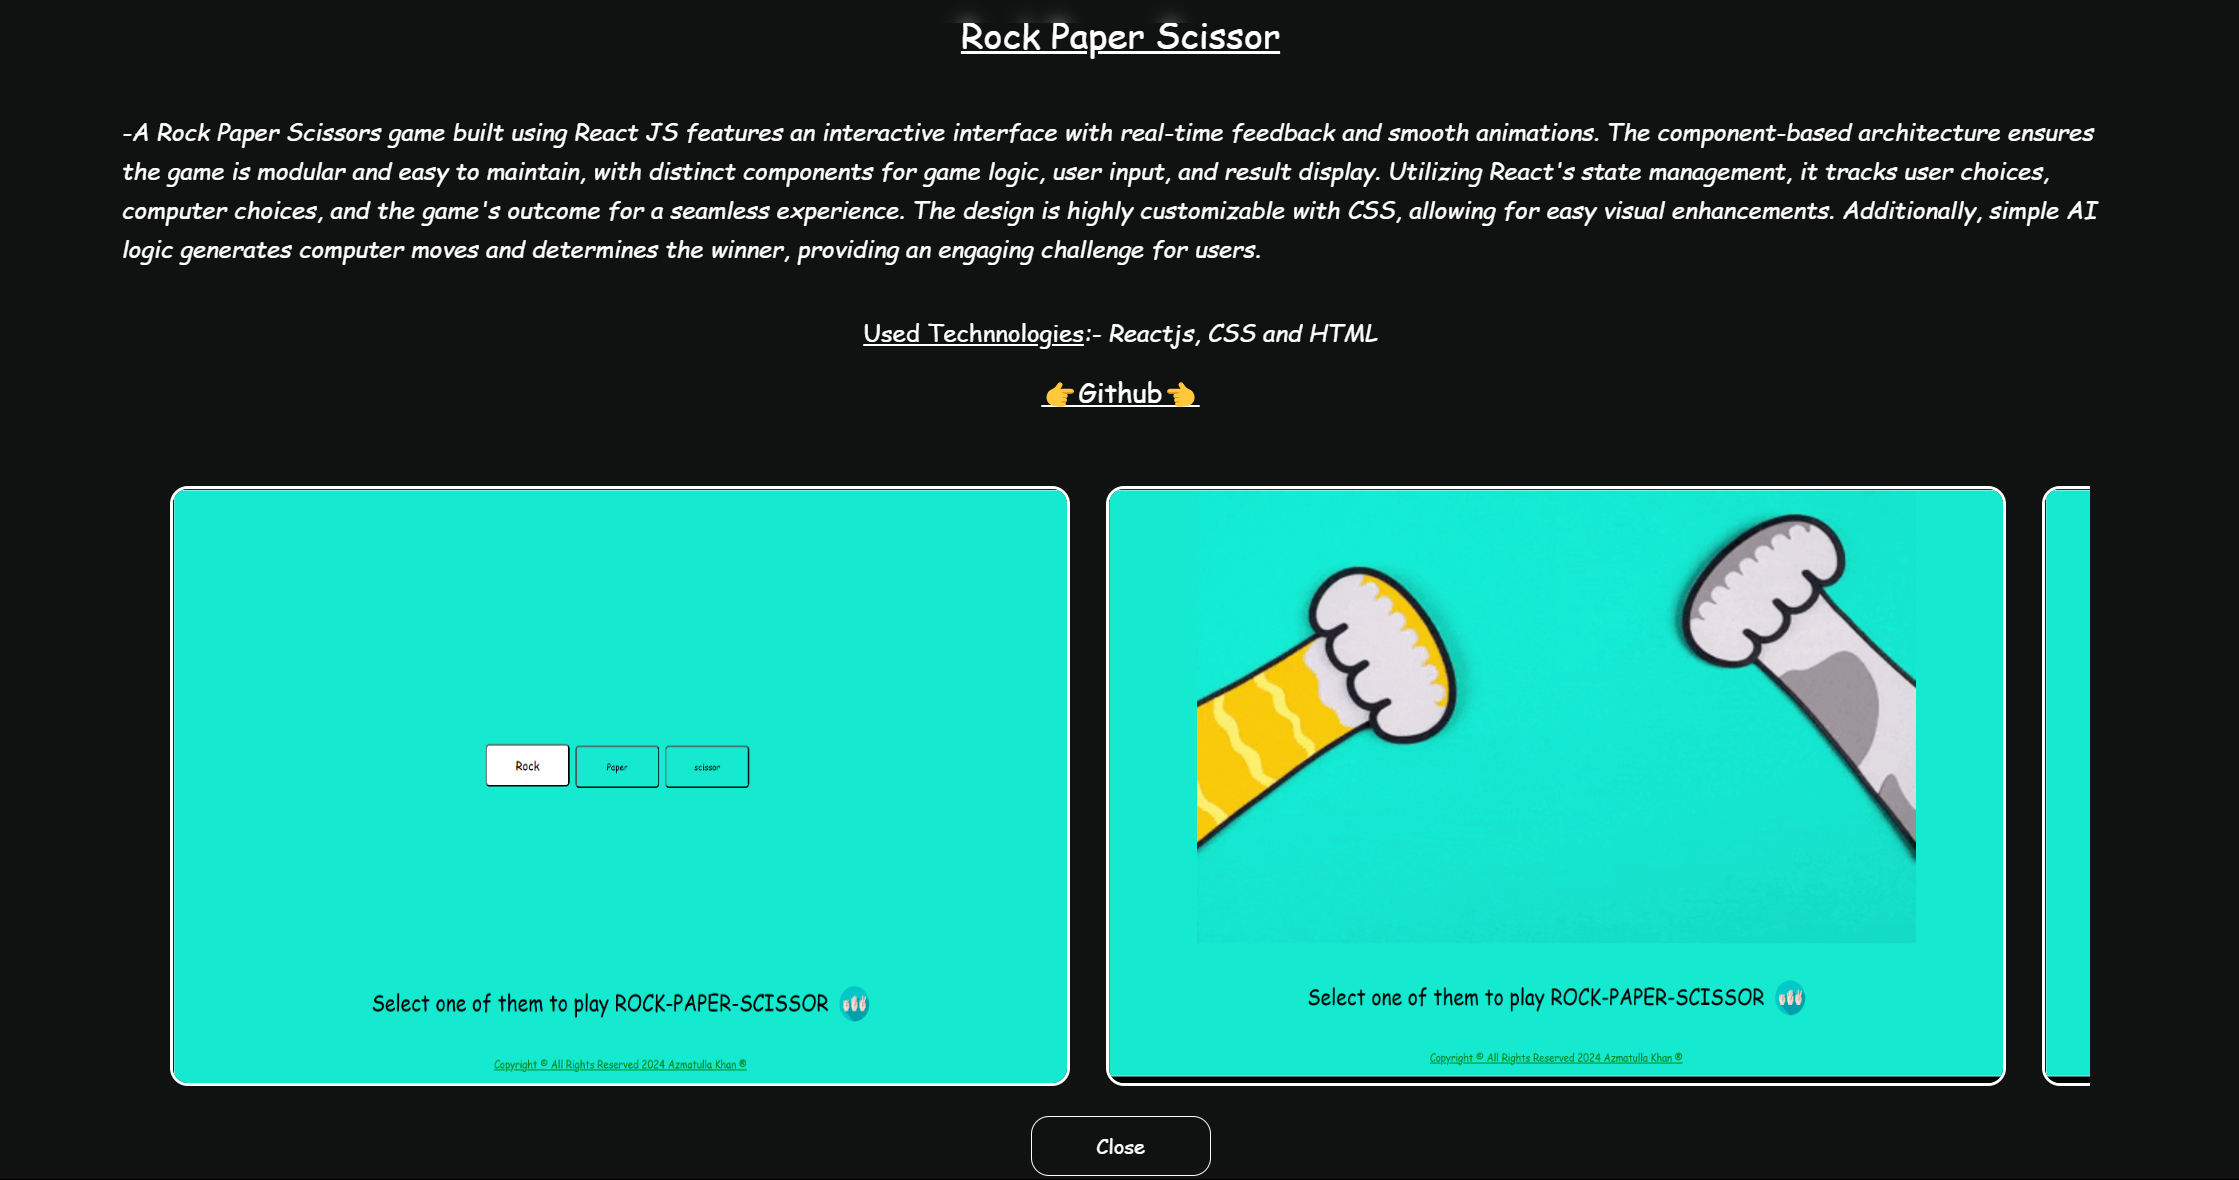 Rock Paper Scissor
-A Rock Paper Scissors game built using React JS features an interactive interface with real-time feedback and smooth animations. The component-based architecture ensures
the game is modular and easy to maintain, with distinct components for game logic, user input, and result display. Utilizing React's state management, it tracks user choices,
computer choices, and the game's outcome for a seamless experience. The design is highly customizable with CSS, allowing for easy visual enhancements. Additionally, simple AI
logic generates computer moves and determines the winner, providing an engaging challenge for users.
Used Technnologies:- Reactjs, CSS and HTML
👉Github👈
Rock Paper scissor
Select one of them to play ROCK-PAPER-SCISSOR
Copyright © All Rights Reserved 2024 Azmatulla Khan ®
Select one of them to play ROCK-PAPER-SCISSOR
Copyright © All Rights Reserved 2024 Azmatulla Khan ®
Close